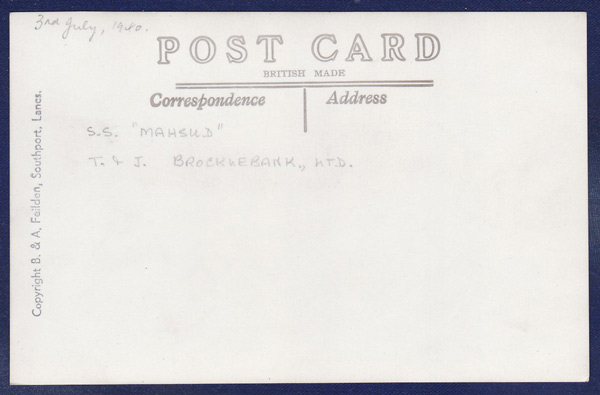 3rd July, 1940.
POST CARD
BRITISH MADE
Correspondence
Address
S.S. "MAHSUD"
T. & J. BROCKLEBANK, LTD.
Copyright B. & A, Feilden, Southport, Lancs.